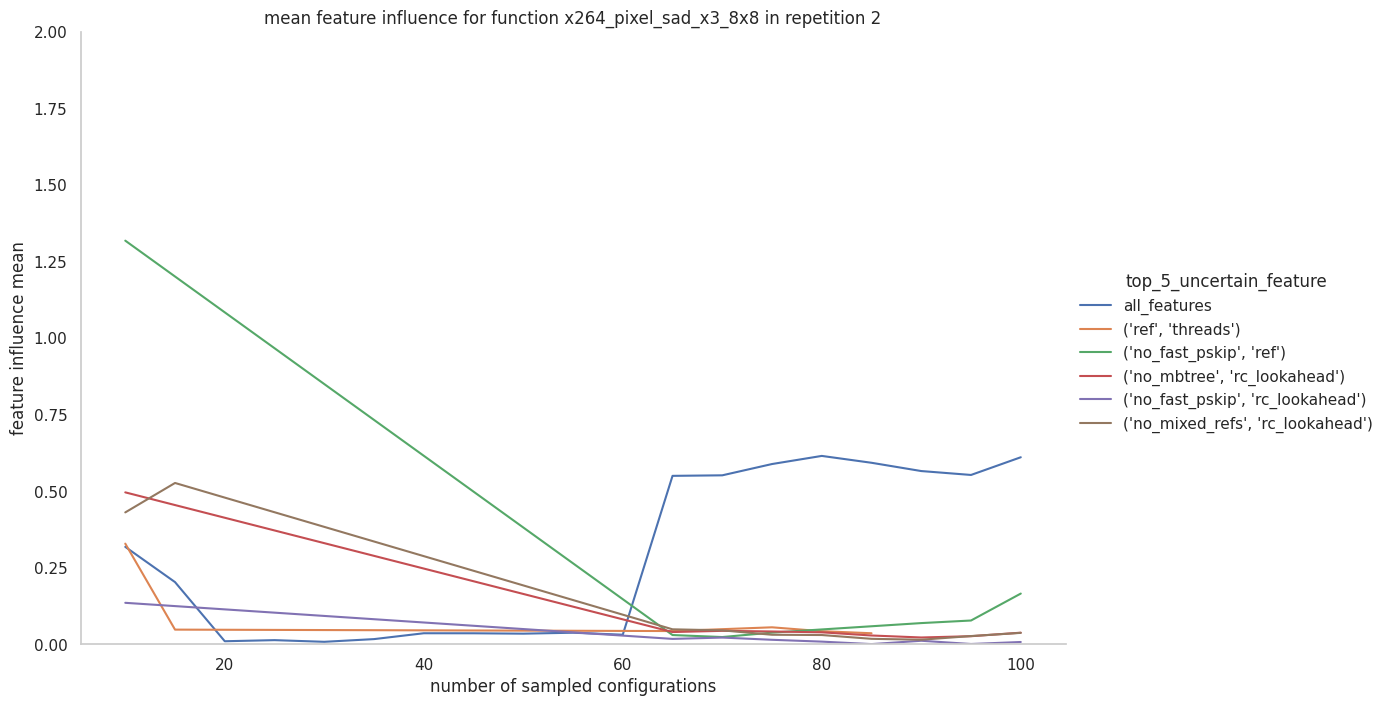 mean feature influence for function x264_pixel_sad_x3_8x8 in repetition 2
2.00
1.75
1.50
1.25
1.00
0.75
0.50
0.25
0.00
feature influence mean
20
40
60
80
100
number of sampled configurations
top_5_uncertain_feature
all_features
('ref', 'threads')
('no_fast_pskip', 'ref')
('no_mbtree', 'rc_lookahead')
('no_fast_pskip', 'rc_lookahead')
('no_mixed_refs', 'rc_lookahead')